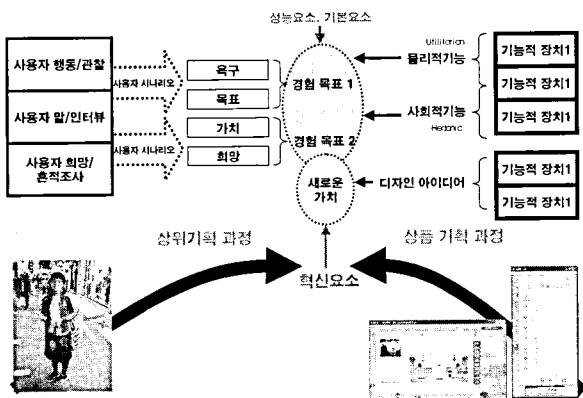 성능요소, 기본요소
사용자 행동/관찰
사용자 말/인터뷰
사용자 희망/
흔적조사
사용자 시나리오
사용자 시나리오
욕구
목표
가치
희망
경험 목표 1
경험 목표 2
새로운
가치
Utilitarian
물리적기능
사회적기능
Hedonic
디자인 아이디어
기능적 장치1
기능적 장치1
기능적 장치1
기능적 장치1
기능적 장치1
상위기획 과정
상품 기획 과정
혁신요소